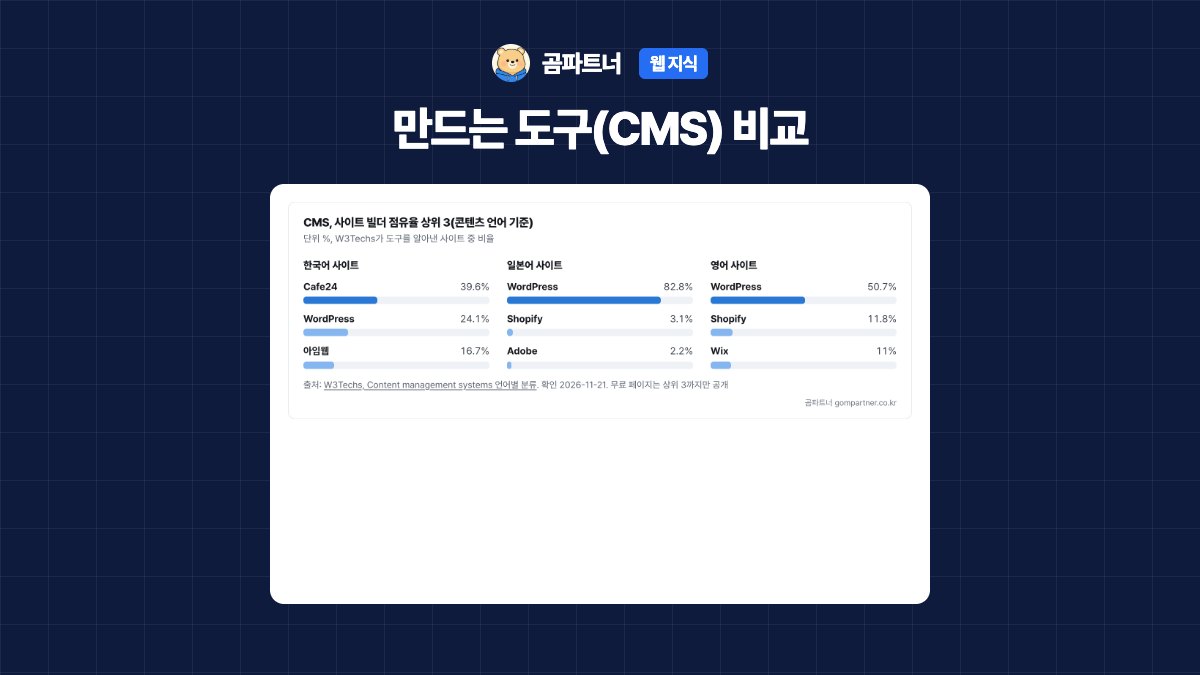 곰파트너 웹 지식
만드는 도구(CMS) 비교
CMS, 사이트 빌더 점유율 상위 3(콘텐츠 언어 기준)
단위 %, W3Techs가 도구를 알아낸 사이트 중 비율
한국어 사이트
Cafe24 39.6%
WordPress 24.1%
아임웹 16.7%
일본어 사이트
WordPress 82.8%
Shopify 3.1%
Adobe 2.2%
영어 사이트
WordPress 50.7%
Shopify 11.8%
Wix 11%
출처: W3Techs, Content management systems 언어별 분류. 확인 2026-11-21. 무료 페이지는 상위 3까지만 공개
곰파트너 gompartner.co.kr